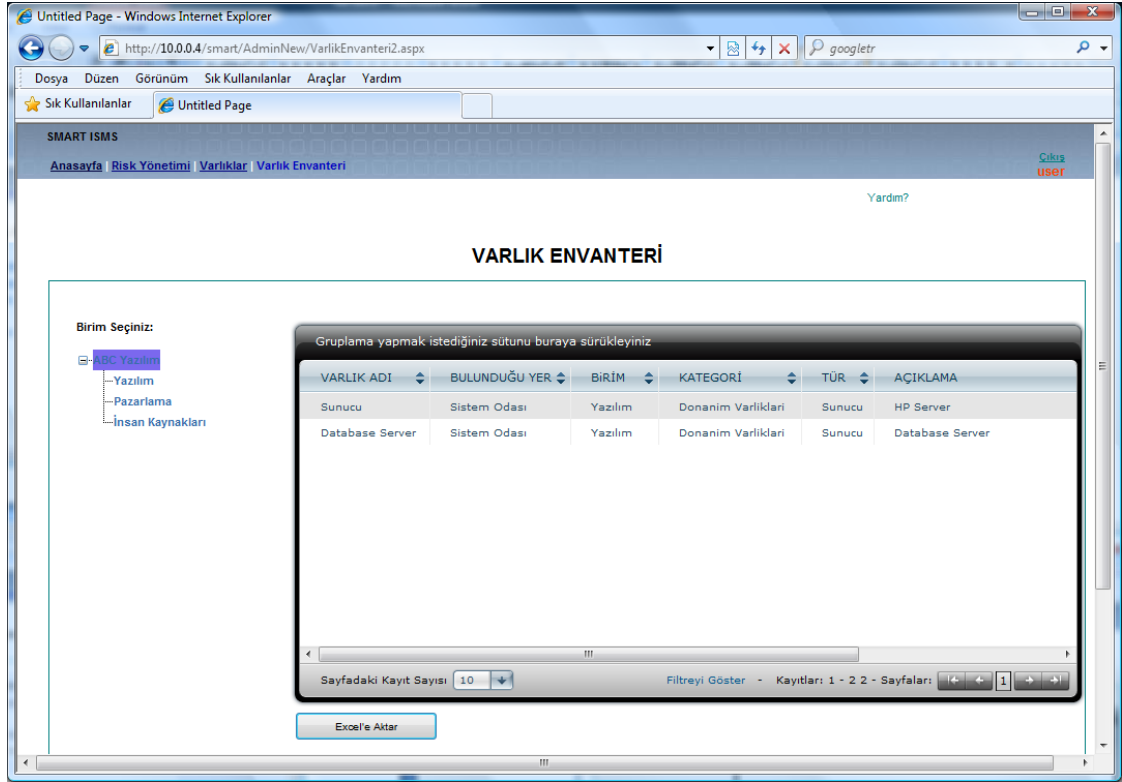 Untitled Page - Windows Internet Explorer
http://10.0.0.4/smart/AdminNew/VarlikEnvanteri2.aspx
googletr
Dosya Düzen Görünüm Sık Kullanılanlar Araçlar Yardım
Sık Kullanılanlar Untitled Page
SMART ISMS
Anasayfa | Risk Yönetimi | Varlıklar | Varlık Envanteri
Çıkış
user
Yardım?
VARLIK ENVANTERİ
Birim Seçiniz:
ABC Yazılım
Yazılım
Pazarlama
İnsan Kaynakları
Gruplama yapmak istediğiniz sütunu buraya sürükleyiniz
VARLIK ADI BULUNDUĞU YER BİRİM KATEGORİ TÜR AÇIKLAMA
Sunucu Sistem Odası Yazılım Donanim Varliklari Sunucu HP Server
Database Server Sistem Odası Yazılım Donanim Varliklari Sunucu Database Server
Sayfadaki Kayıt Sayısı 10 Filtreyi Göster - Kayıtlar: 1 - 2 2 - Sayfalar: 1
Excel'e Aktar